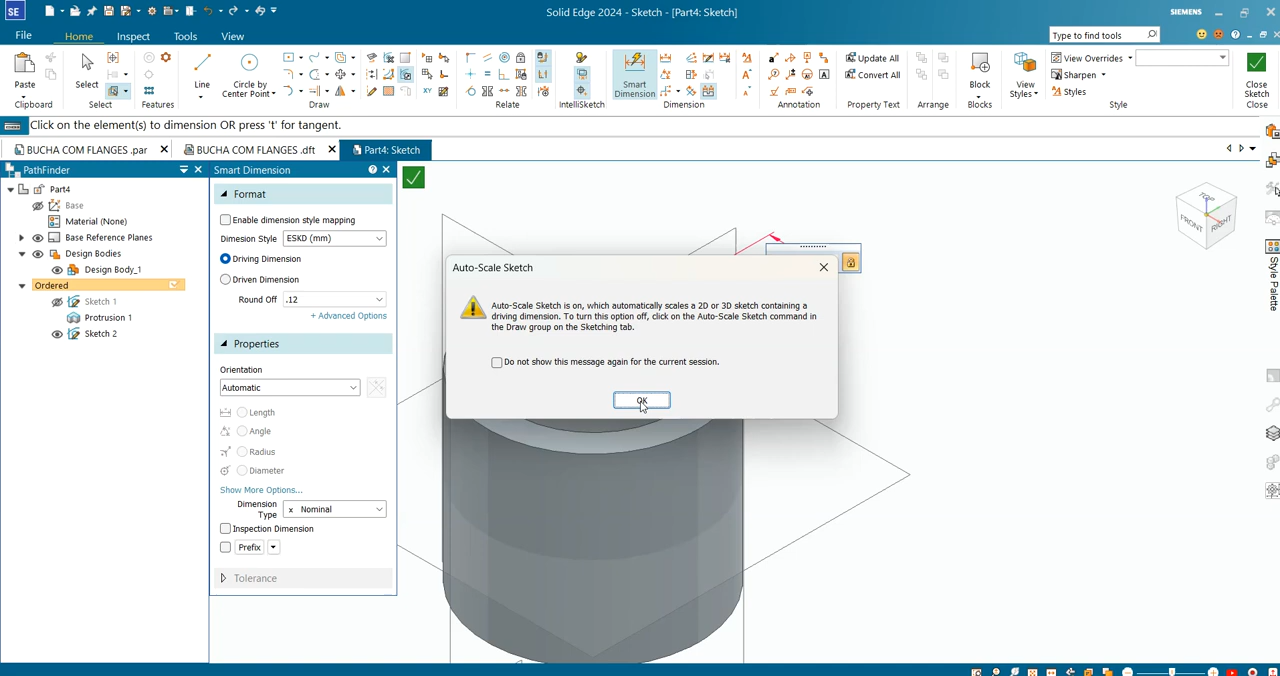 SE
Solid Edge 2024 - Sketch - [Part4: Sketch]
SIEMENS
File
Home
Inspect
Tools
View
Type to find tools
Paste
Clipboard
Select
Select
Features
Line
Circle by
Center Point
Draw
Relate
IntelliSketch
Smart
Dimension
Dimension
Annotation
Update All
Convert All
Property Text
Arrange
Block
Blocks
View
Styles
View Overrides
Sharpen
Styles
Style
Close
Sketch
Close
Click on the element(s) to dimension OR press 't' for tangent.
BUCHA COM FLANGES .par
BUCHA COM FLANGES .dft
Part4: Sketch
PathFinder
Part4
Base
Material (None)
Base Reference Planes
Design Bodies
Design Body_1
Ordered
Sketch 1
Protrusion 1
Sketch 2
Smart Dimension
Format
Enable dimension style mapping
Dimesion Style
ESKD (mm)
Driving Dimension
Driven Dimension
Round Off
.12
+ Advanced Options
Properties
Orientation
Automatic
Length
Angle
Radius
Diameter
Show More Options...
Dimension
Type
x Nominal
Inspection Dimension
Prefix
Tolerance
Auto-Scale Sketch
Auto-Scale Sketch is on, which automatically scales a 2D or 3D sketch containing a
driving dimension. To turn this option off, click on the Auto-Scale Sketch command in
the Draw group on the Sketching tab.
Do not show this message again for the current session.
OK
TOP
FRONT
RIGHT
Style Palette